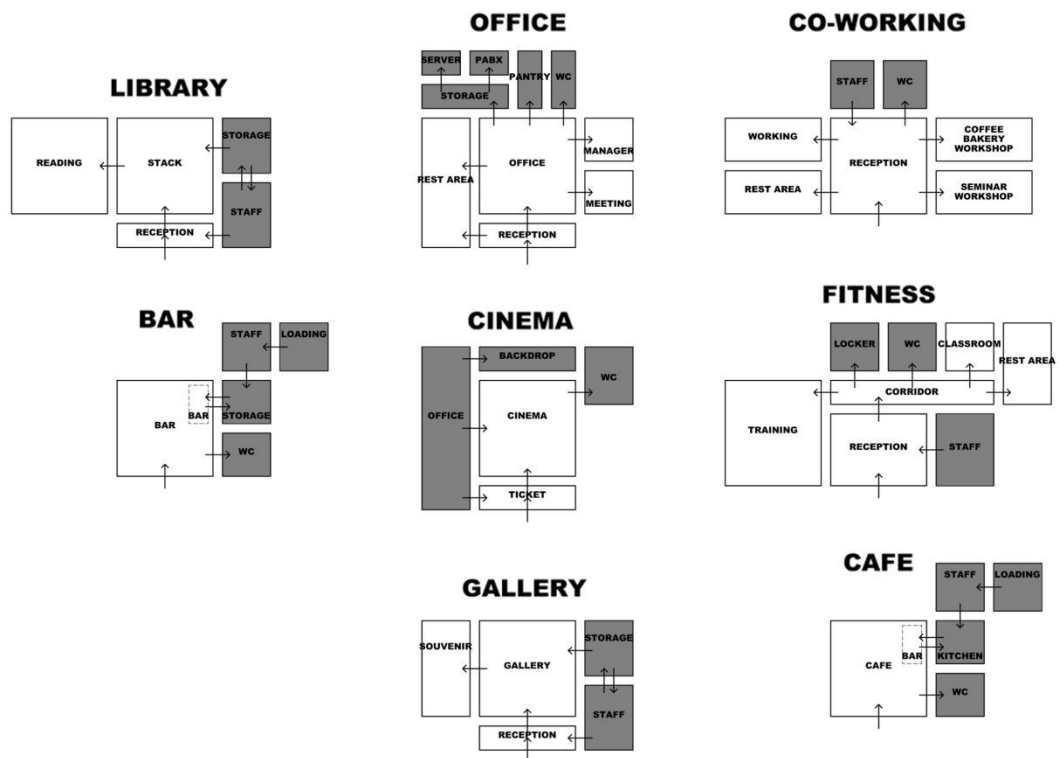 LIBRARY
READING
STACK
STORAGE
STAFF
RECEPTION
OFFICE
SERVER
PABX
PANTRY
WC
STORAGE
REST AREA
OFFICE
MANAGER
MEETING
RECEPTION
CO-WORKING
STAFF
WC
WORKING
RECEPTION
COFFEE
BAKERY
WORKSHOP
REST AREA
SEMINAR
WORKSHOP
BAR
STAFF
LOADING
BAR
BAR
STORAGE
WC
CINEMA
BACKDROP
WC
OFFICE
CINEMA
TICKET
FITNESS
LOCKER
WC
CLASSROOM
REST AREA
CORRIDOR
TRAINING
RECEPTION
STAFF
GALLERY
SOUVENIR
GALLERY
STORAGE
STAFF
RECEPTION
CAFE
STAFF
LOADING
CAFE
BAR
KITCHEN
WC